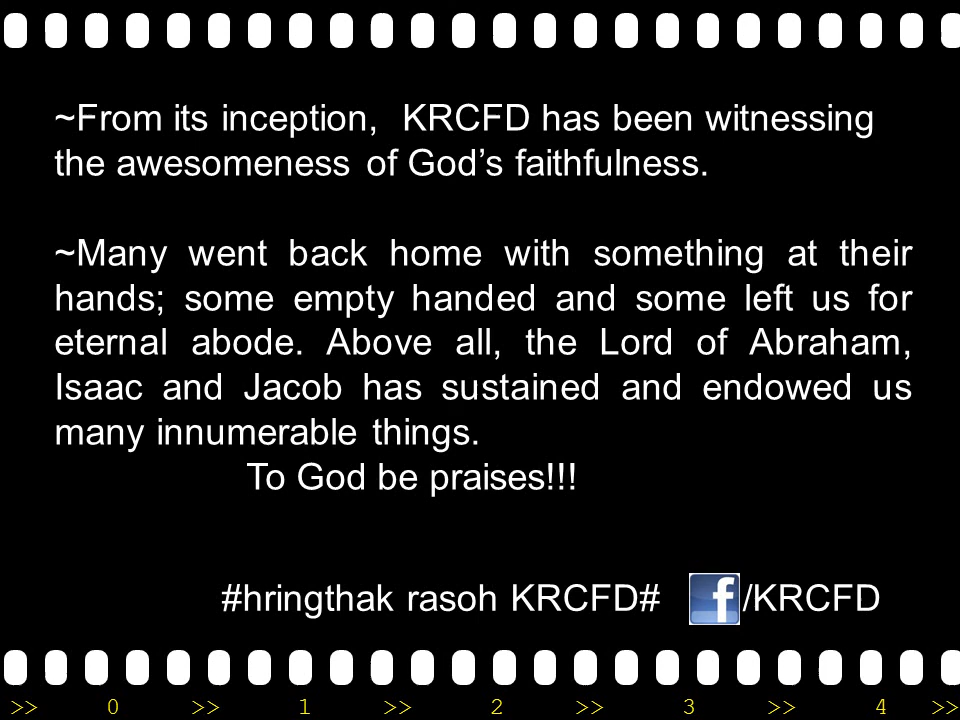 ~From its inception, KRCFD has been witnessing
the awesomeness of God’s faithfulness.
~Many went back home with something at their
hands; some empty handed and some left us for
eternal abode. Above all, the Lord of Abraham,
Isaac and Jacob has sustained and endowed us
many innumerable things.
To God be praises!!!
#hringthak rasoh KRCFD# f /KRCFD
>> 0 >> 1 >> 2 >> 3 >> 4 >>